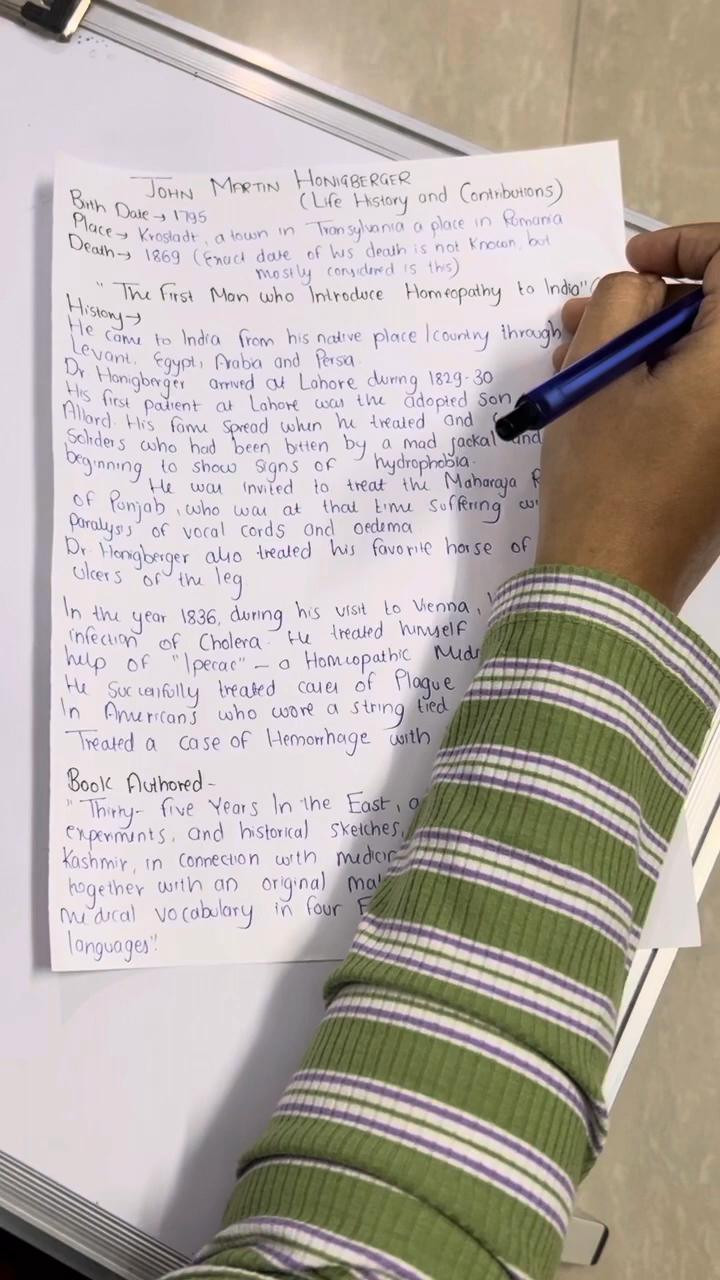 JOHN MARTIN HONIGBERGER
(Life History and Contributions)
Birth Date → 1795
Place → Krostadt, a town in Transylvania a place in Romania
Death → 1869 (Exact date of his death is not known, but
mostly considered is this)
"The First Man who Introduce Homeopathy to India"
History →
He came to India from his native place/country through
Levant, Egypt, Arabia and Persia.
Dr Honigberger arrived at Lahore during 1829-30
His first patient at Lahore was the adopted son
Allard. His fame spread when he treated and
Soliders who had been bitten by a mad jackal and
beginning to show signs of hydrophobia.
He was invited to treat the Maharaja
of Punjab, who was at that time suffering
paralysis of vocal cords and oedema
Dr. Honigberger also treated his favorite horse of
Ulcers of the leg.
In the year 1836, during his visit to Vienna,
infection of Cholera. He treated himself
help of "Ipecac" - a Homeopathic
He Succesfully treated cases of Plague
In Americans who wore a string tied
Treated a case of Hemorrhage with
Book Authored -
"Thirty-five Years In the East,
experiments, and historical sketches,
Kashmir, in connection with
together with an original
medical vocabulary in four
languages".